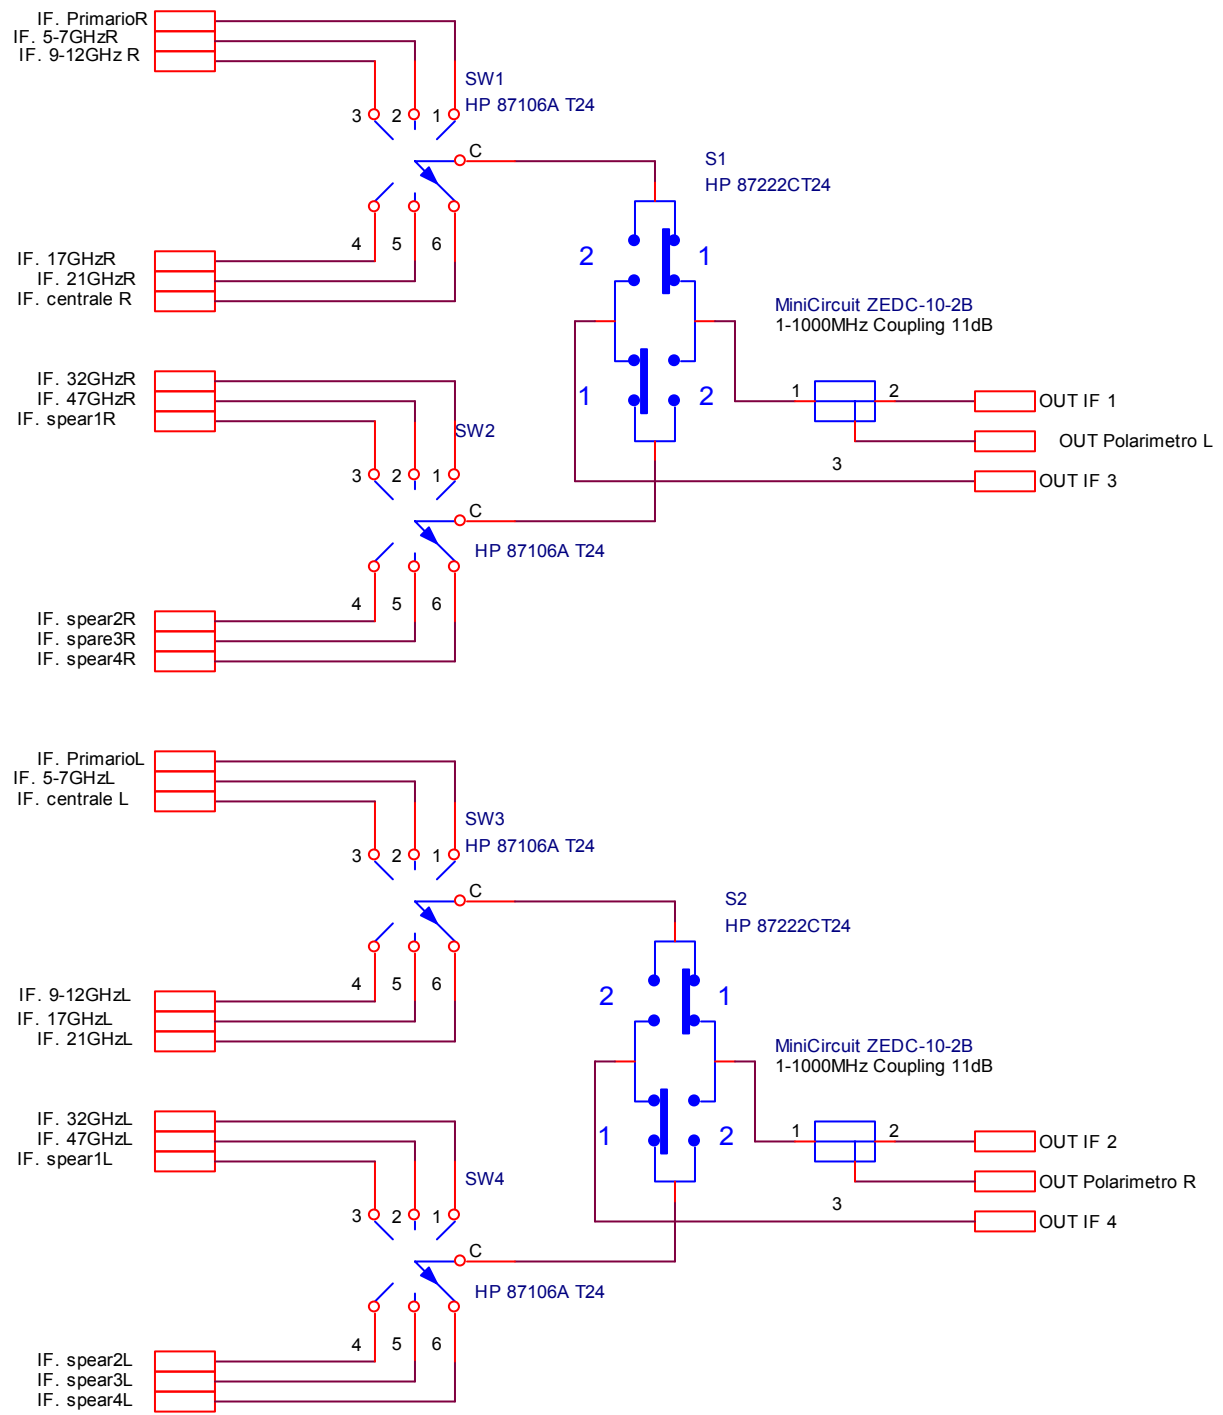 IF. PrimarioR
IF. 5-7GHzR
IF. 9-12GHz R
SW1
HP 87106A T24
3 2 1
C
4 5 6
IF. 17GHzR
IF. 21GHzR
IF. centrale R
S1
HP 87222CT24
2 1
1 2
MiniCircuit ZEDC-10-2B
1-1000MHz Coupling 11dB
1 2
3
OUT IF 1
OUT Polarimetro L
OUT IF 3
IF. 32GHzR
IF. 47GHzR
IF. spear1R
SW2
3 2 1
C
HP 87106A T24
4 5 6
IF. spear2R
IF. spare3R
IF. spear4R
IF. PrimarioL
IF. 5-7GHzL
IF. centrale L
SW3
HP 87106A T24
3 2 1
C
4 5 6
IF. 9-12GHzL
IF. 17GHzL
IF. 21GHzL
S2
HP 87222CT24
2 1
1 2
MiniCircuit ZEDC-10-2B
1-1000MHz Coupling 11dB
1 2
3
OUT IF 2
OUT Polarimetro R
OUT IF 4
IF. 32GHzL
IF. 47GHzL
IF. spear1L
SW4
3 2 1
C
HP 87106A T24
4 5 6
IF. spear2L
IF. spear3L
IF. spear4L